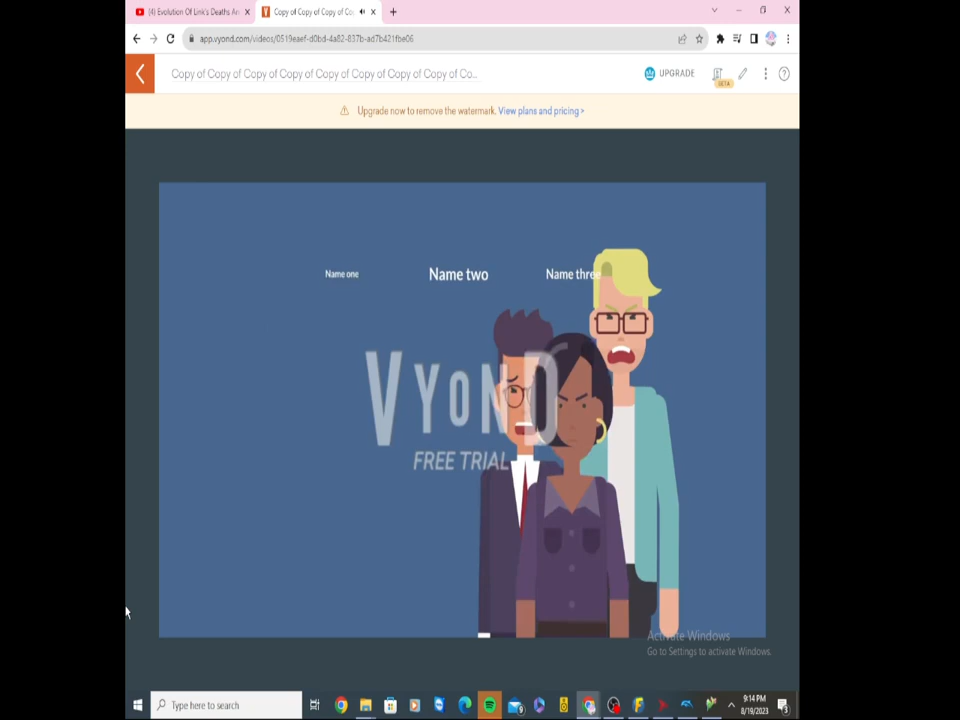 (4) Evolution Of Link's Deaths An
Copy of Copy of Copy of Co
app.vyond.com/videos/0519eaef-d0bd-4a82-837b-ad7b421fbe06
Copy of Copy of Copy of Copy of Copy of Copy of Copy of Copy of Co...
UPGRADE
BETA
Upgrade now to remove the watermark. View plans and pricing >
Name one
Name two
Name three
VYOND
FREE TRIAL
Activate Windows
Go to Settings to activate Windows.
Type here to search
9:14 PM
8/19/2023